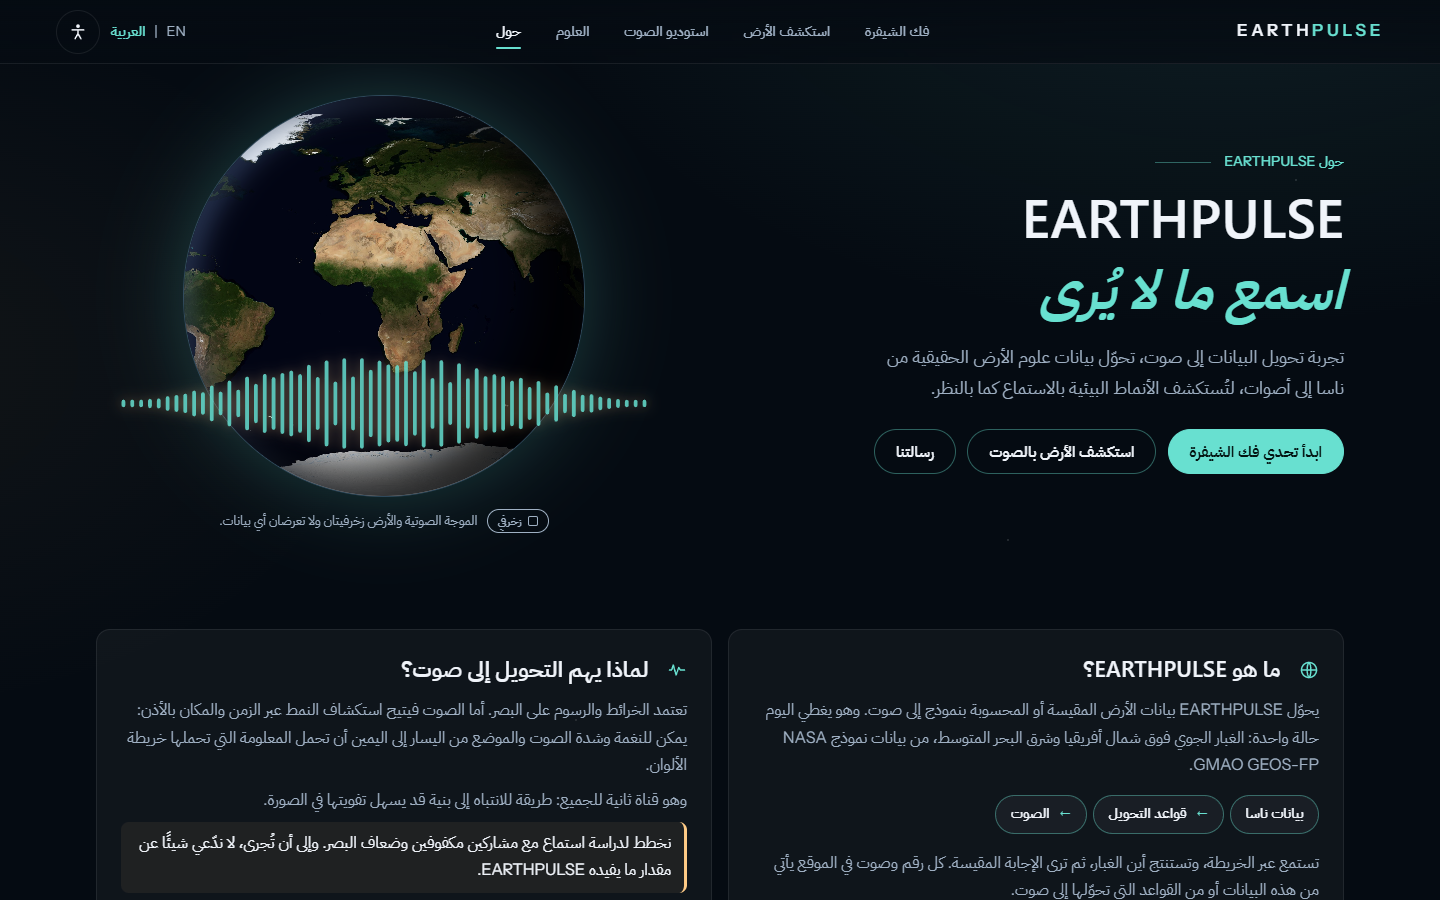 EARTHPULSE
فك الشيفرة
استكشف الأرض
استوديو الصوت
العلوم
حول
EN | العربية
حول EARTHPULSE
EARTHPULSE
اسمع ما لا يُرى
تجربة تحويل البيانات إلى صوت، تحوّل بيانات علوم الأرض الحقيقية من
ناسا إلى أصوات، لتُستكشف الأنماط البيئية بالاستماع كما بالنظر.
ابدأ تحدي فك الشيفرة
استكشف الأرض بالصوت
رسالتنا
زخرفي
الموجة الصوتية والأرض زخرفيتان ولا تعرضان أي بيانات.
ما هو EARTHPULSE؟
يحوّل EARTHPULSE بيانات الأرض المقيسة أو المحسوبة بنموذج إلى صوت. وهو يغطي اليوم
حالة واحدة: الغبار الجوي فوق شمال أفريقيا وشرق البحر المتوسط، من بيانات نموذج NASA
GMAO GEOS-FP.
بيانات ناسا
← قواعد التحويل
← الصوت
تستمع عبر الخريطة، وتستنتج أين الغبار، ثم ترى الإجابة المقيسة. كل رقم وصوت في الموقع يأتي
من هذه البيانات أو من القواعد التي تحوّلها إلى صوت.
لماذا يهم التحويل إلى صوت؟
تعتمد الخرائط والرسوم على البصر. أما الصوت فيتيح استكشاف النمط عبر الزمن والمكان بالأذن:
يمكن للنغمة وشدة الصوت والموضع من اليسار إلى اليمين أن تحمل المعلومة التي تحملها خريطة
الألوان.
وهو قناة ثانية للجميع: طريقة للانتباه إلى بنية قد يسهل تفويتها في الصورة.
نخطط لدراسة استماع مع مشاركين مكفوفين وضعاف البصر. وإلى أن تُجرى، لا ندّعي شيئًا عن
مقدار ما يفيده EARTHPULSE.